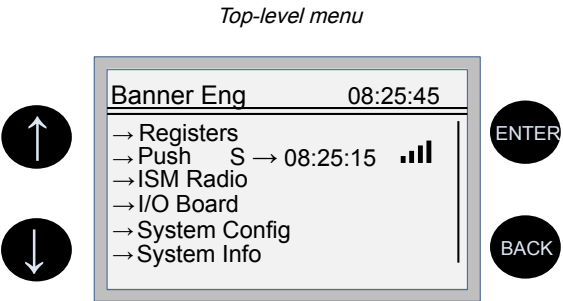 Top-level menu
Banner Eng 08:25:45
→ Registers
→ Push S → 08:25:15
→ ISM Radio
→ I/O Board
→ System Config
→ System Info
↑
↓
ENTER
BACK